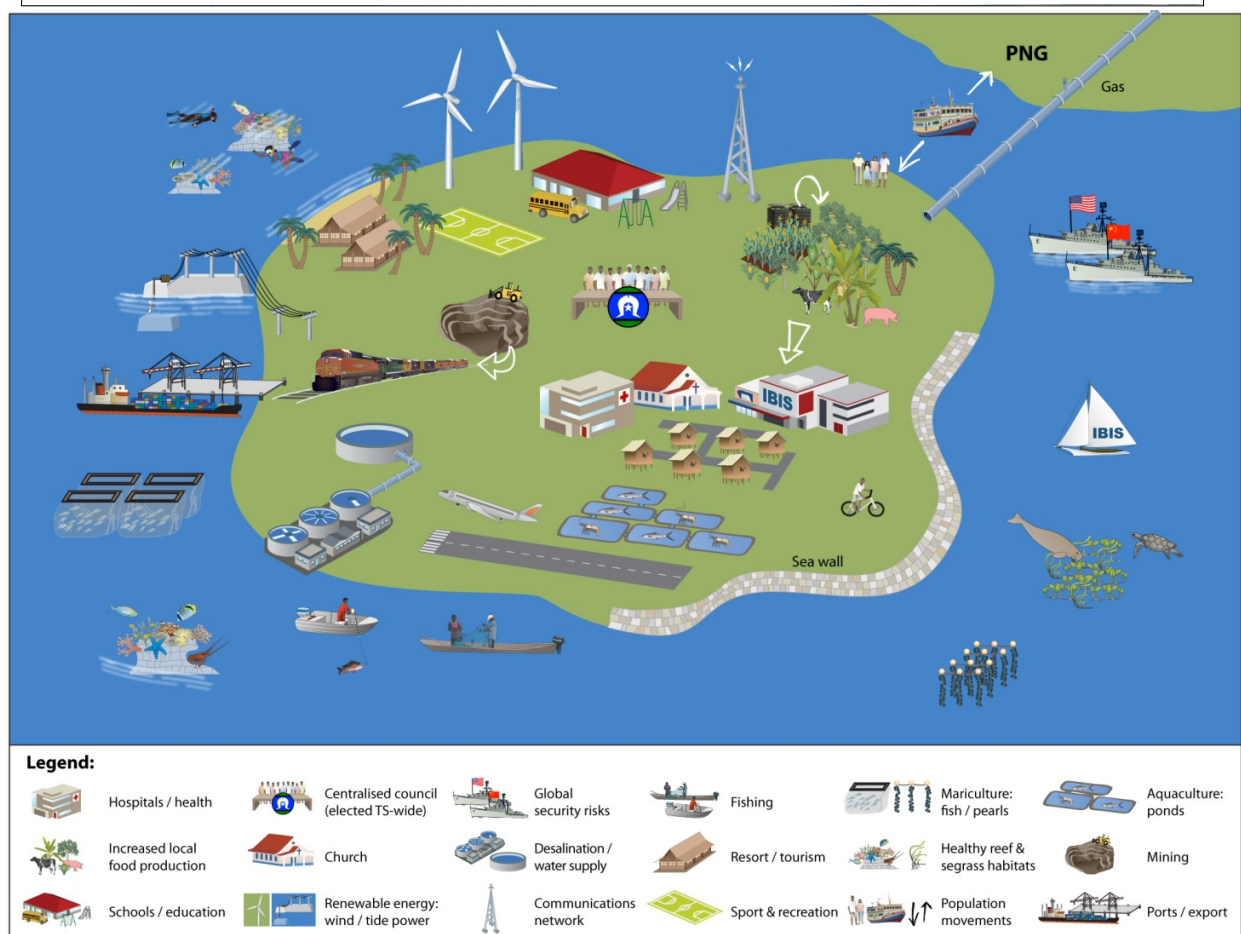 PNG
Gas
IBIS
IBIS
Sea wall
Legend:
Hospitals / health
Centralised council
(elected TS-wide)
Global
security risks
Fishing
Mariculture:
fish / pearls
Aquaculture:
ponds
Increased local
food production
Church
Desalination /
water supply
Resort / tourism
Healthy reef &
segrass habitats
Mining
Schools / education
Renewable energy:
wind / tide power
Communications
network
Sport & recreation
Population
movements
Ports / export